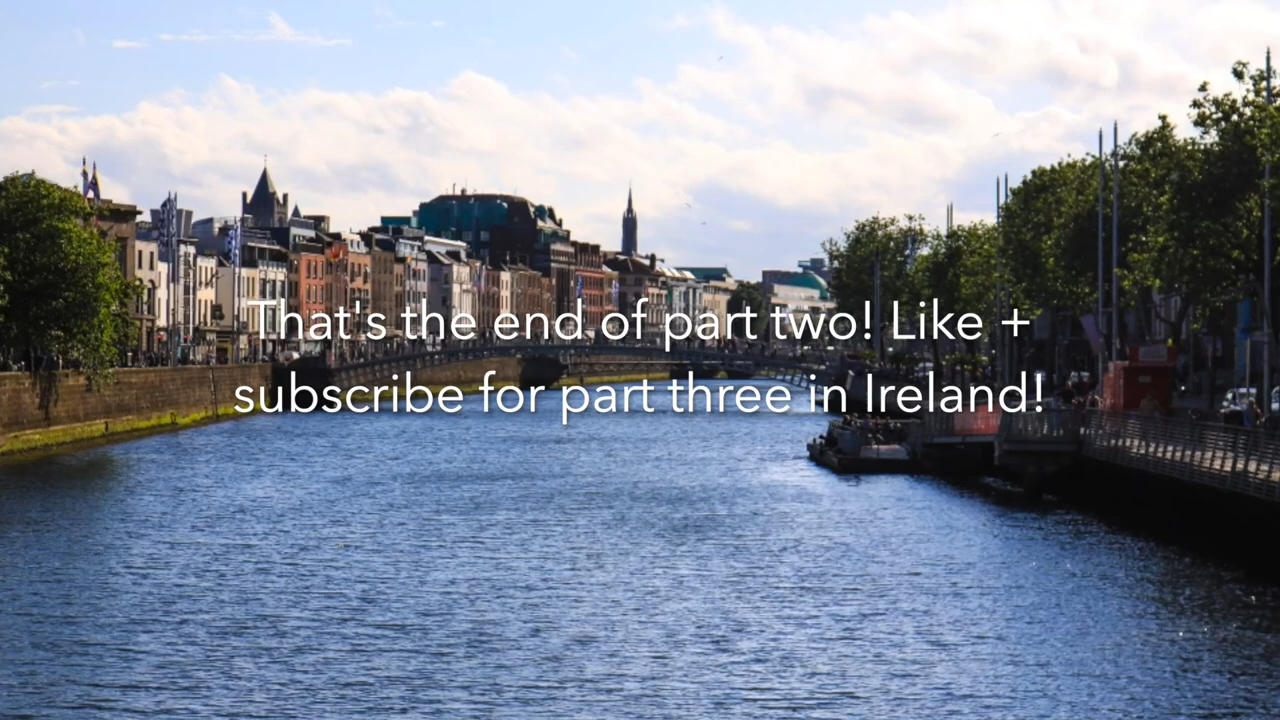 That's the end of part two! Like +
subscribe for part three in Ireland!